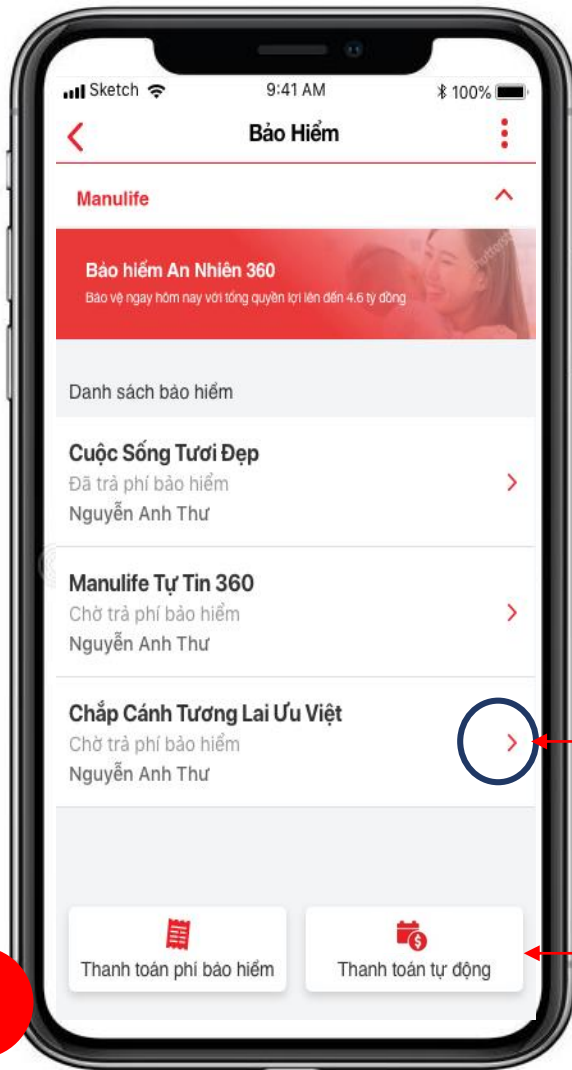 Sketch 9:41 AM 100%
Bảo Hiểm
Manulife
Bảo hiểm An Nhiên 360
Bảo vệ ngay hôm nay với tổng quyền lợi lên đến 4.6 tỷ đồng
Danh sách bảo hiểm
Cuộc Sống Tươi Đẹp
Đã trả phí bảo hiểm
Nguyễn Anh Thư
Manulife Tự Tin 360
Chờ trả phí bảo hiểm
Nguyễn Anh Thư
Chắp Cánh Tương Lai Ưu Việt
Chờ trả phí bảo hiểm
Nguyễn Anh Thư
Thanh toán phí bảo hiểm Thanh toán tự động